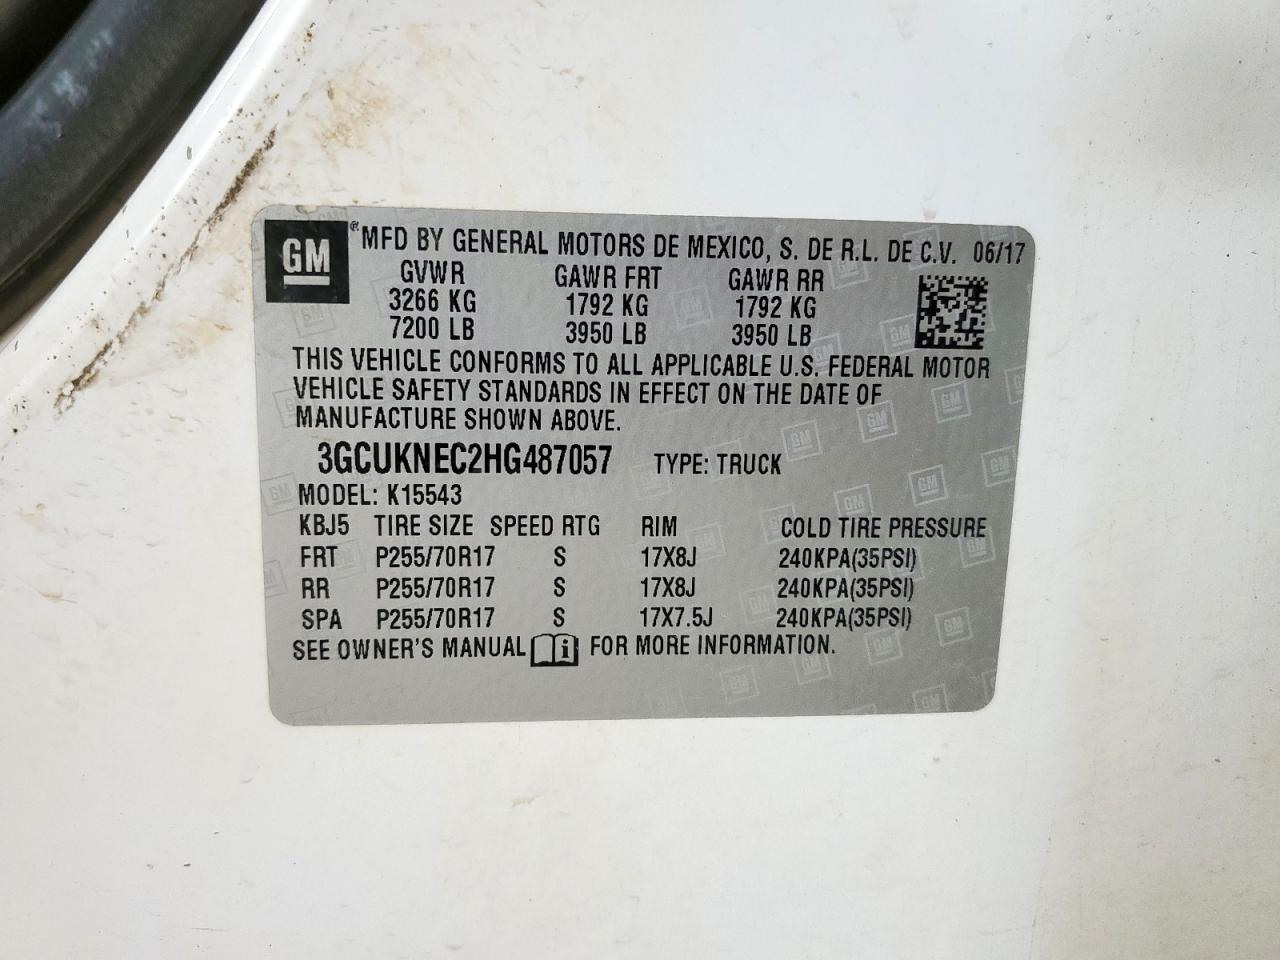 GM ® MFD BY GENERAL MOTORS DE MEXICO, S. DE R.L. DE C.V. 06/17
GVWR GAWR FRT GAWR RR
3266 KG 1792 KG 1792 KG
7200 LB 3950 LB 3950 LB
THIS VEHICLE CONFORMS TO ALL APPLICABLE U.S. FEDERAL MOTOR
VEHICLE SAFETY STANDARDS IN EFFECT ON THE DATE OF
MANUFACTURE SHOWN ABOVE.
3GCUKNEC2HG487057 TYPE: TRUCK
MODEL: K15543
KBJ5 TIRE SIZE SPEED RTG RIM COLD TIRE PRESSURE
FRT P255/70R17 S 17X8J 240KPA(35PSI)
RR P255/70R17 S 17X8J 240KPA(35PSI)
SPA P255/70R17 S 17X7.5J 240KPA(35PSI)
SEE OWNER'S MANUAL i FOR MORE INFORMATION.